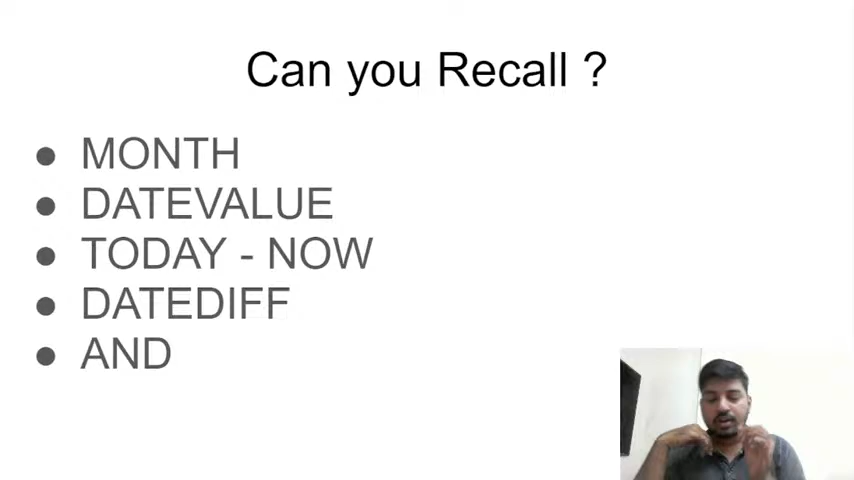 Can you Recall ?
● MONTH
● DATEVALUE
● TODAY - NOW
● DATEDIFF
● AND